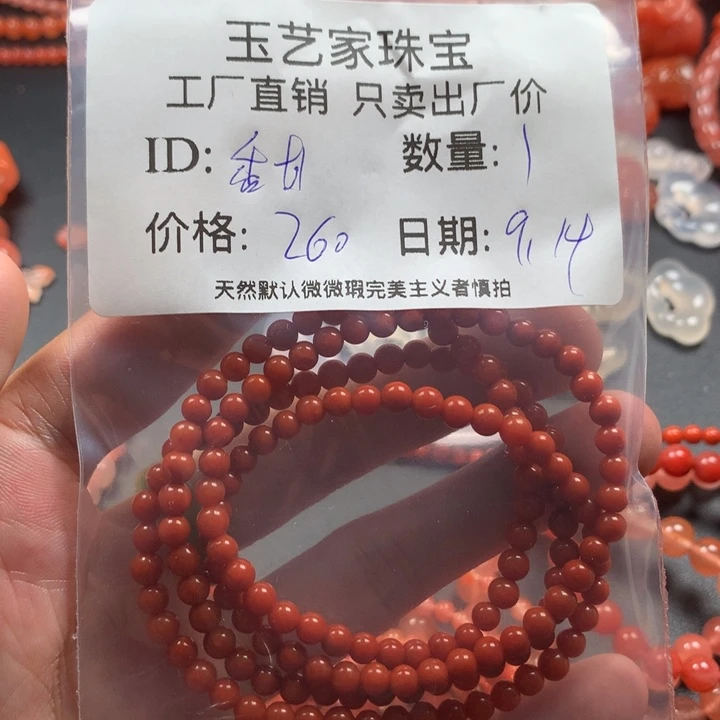 玉艺家珠宝
工厂直销 只卖出厂价
ID: 数量: 1
价格: 260 日期: 9.14
天然默认微微瑕完美主义者慎拍